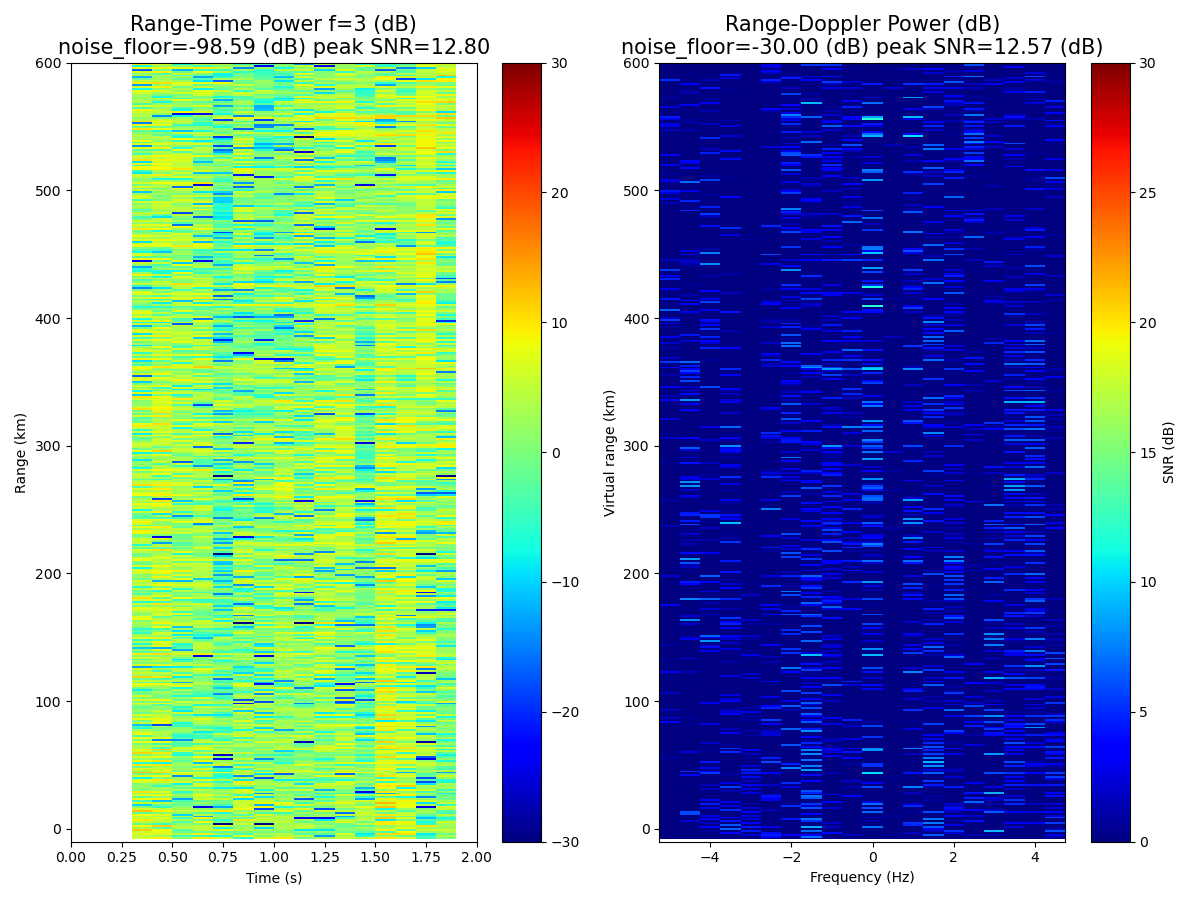 Range-Time Power f=3 (dB)
noise_floor=-98.59 (dB) peak SNR=12.80
Range (km)
600
500
400
300
200
100
0
0.00 0.25 0.50 0.75 1.00 1.25 1.50 1.75 2.00
Time (s)
30
20
10
0
−10
−20
−30
Range-Doppler Power (dB)
noise_floor=-30.00 (dB) peak SNR=12.57 (dB)
Virtual range (km)
600
500
400
300
200
100
0
−4 −2 0 2 4
Frequency (Hz)
30
25
20
15
10
5
0
SNR (dB)